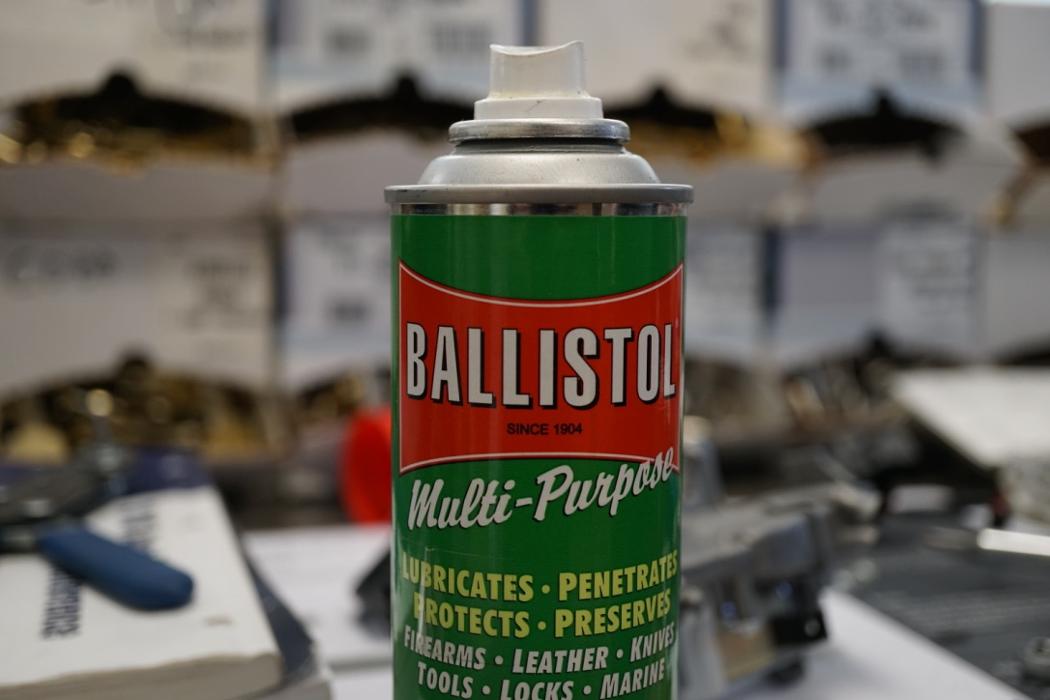 BALLISTOL
SINCE 1904
Multi-Purpose
LUBRICATES · PENETRATES
PROTECTS · PRESERVES
FIREARMS · LEATHER · KNIVES
TOOLS · LOCKS · MARINE